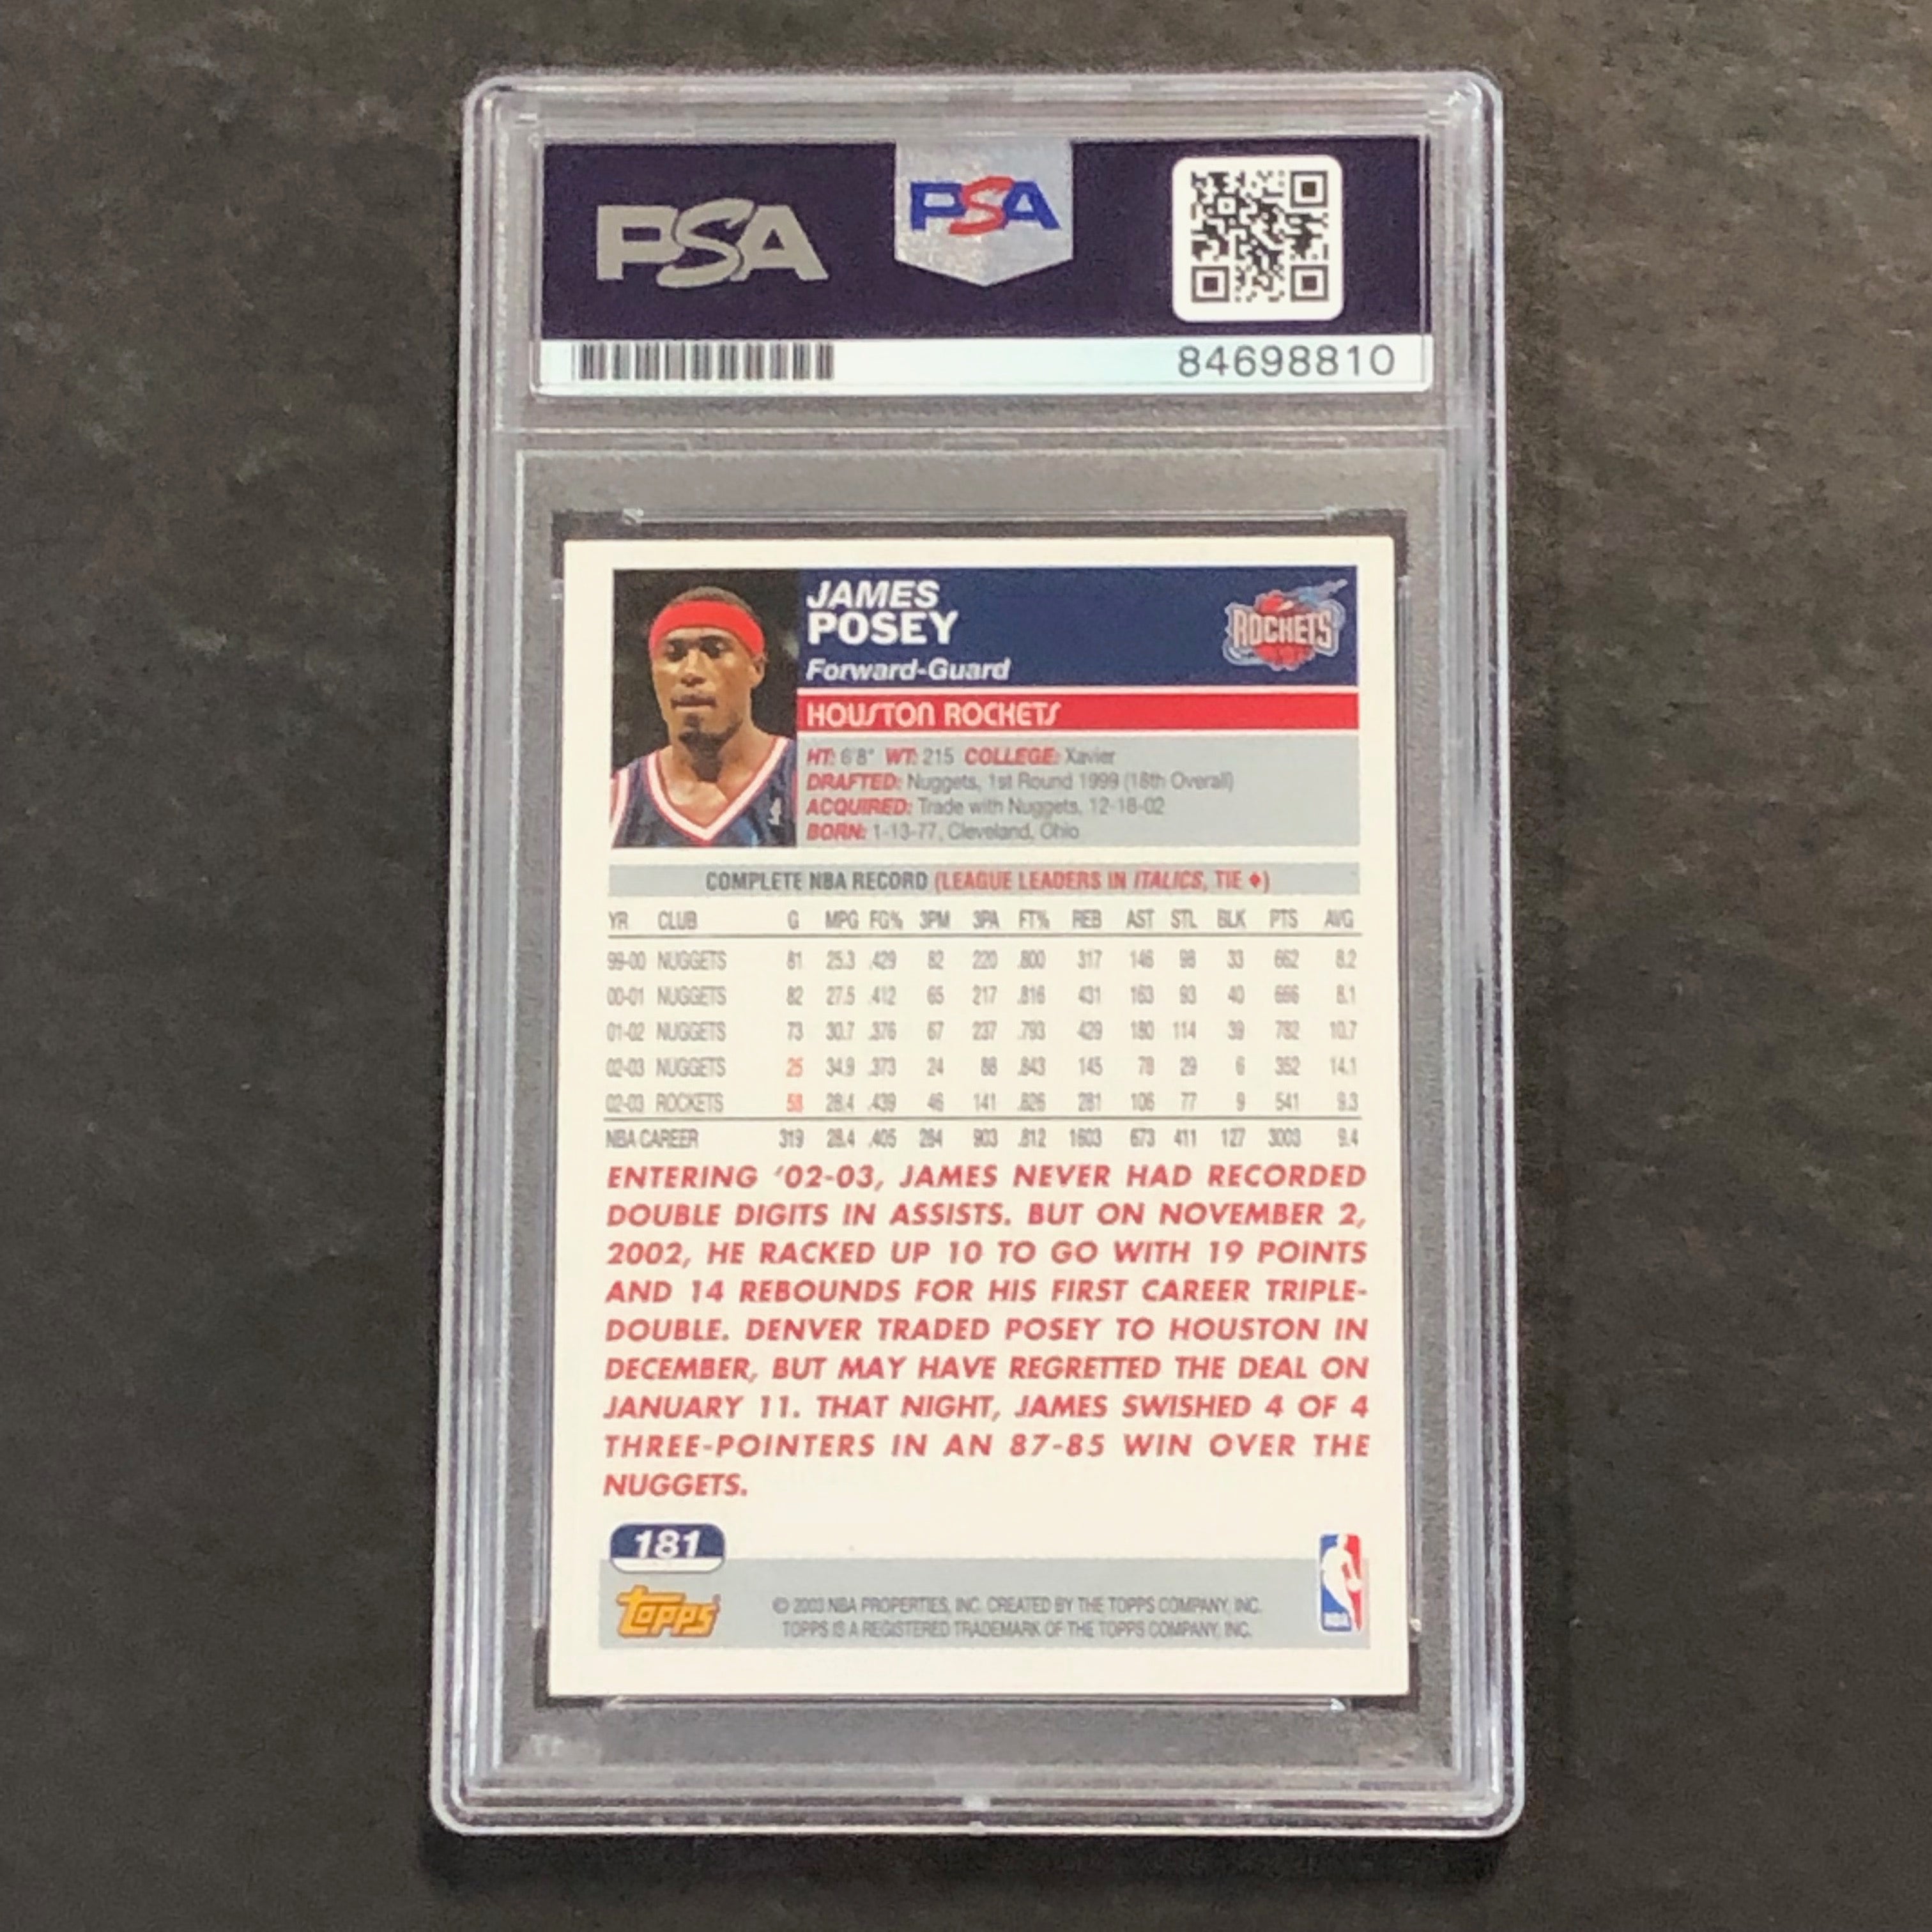 PSA
PSA
84698810
JAMES
POSEY
Forward-Guard
ROCKETS
HOUSTON ROCKETS
HT: 6'8" WT: 215 COLLEGE: Xavier
DRAFTED: Nuggets, 1st Round 1999 (18th Overall)
ACQUIRED: Trade with Nuggets, 12-18-02
BORN: 1-13-77, Cleveland, Ohio
COMPLETE NBA RECORD (LEAGUE LEADERS IN ITALICS, TIE ♦)
YR CLUB G MPG FG% 3PM 3PA FT% REB AST STL BLK PTS AVG
99-00 NUGGETS 81 25.3 .429 82 220 .800 317 146 98 33 662 8.2
00-01 NUGGETS 82 27.5 .412 65 217 .816 431 163 93 40 666 8.1
01-02 NUGGETS 73 30.7 .376 67 237 .793 429 180 114 39 782 10.7
02-03 NUGGETS 25 34.9 .373 24 88 .843 145 78 29 6 352 14.1
02-03 ROCKETS 58 28.4 .439 46 141 .826 281 106 77 9 541 9.3
NBA CAREER 319 28.4 .405 284 903 .812 1603 673 411 127 3003 9.4
ENTERING '02-03, JAMES NEVER HAD RECORDED
DOUBLE DIGITS IN ASSISTS. BUT ON NOVEMBER 2,
2002, HE RACKED UP 10 TO GO WITH 19 POINTS
AND 14 REBOUNDS FOR HIS FIRST CAREER TRIPLE-
DOUBLE. DENVER TRADED POSEY TO HOUSTON IN
DECEMBER, BUT MAY HAVE REGRETTED THE DEAL ON
JANUARY 11. THAT NIGHT, JAMES SWISHED 4 OF 4
THREE-POINTERS IN AN 87-85 WIN OVER THE
NUGGETS.
181
topps
© 2003 NBA PROPERTIES, INC. CREATED BY THE TOPPS COMPANY, INC.
TOPPS IS A REGISTERED TRADEMARK OF THE TOPPS COMPANY, INC.
NBA